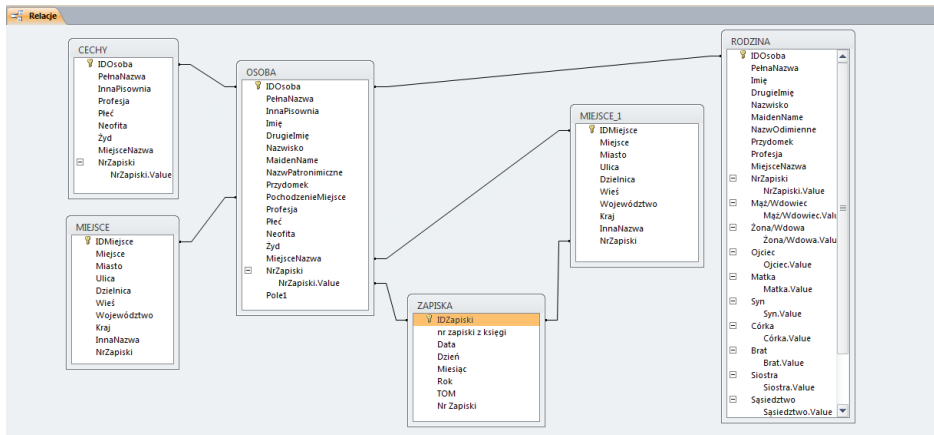 Relacje
CECHY
IDOsoba
PełnaNazwa
InnaPisownia
Profesja
Płeć
Neofita
Żyd
MiejsceNazwa
NrZapiski
NrZapiski.Value
MIEJSCE
IDMiejsce
Miejsce
Miasto
Ulica
Dzielnica
Wieś
Województwo
Kraj
InnaNazwa
NrZapiski
OSOBA
IDOsoba
PełnaNazwa
InnaPisownia
Imię
DrugieImię
Nazwisko
MaidenName
NazwPatronimiczne
Przydomek
PochodzenieMiejsce
Profesja
Płeć
Neofita
Żyd
MiejsceNazwa
NrZapiski
NrZapiski.Value
Pole1
ZAPISKA
IDZapiski
nr zapiski z księgi
Data
Dzień
Miesiąc
Rok
TOM
Nr Zapiski
MIEJSCE_1
IDMiejsce
Miejsce
Miasto
Ulica
Dzielnica
Wieś
Województwo
Kraj
InnaNazwa
NrZapiski
RODZINA
IDOsoba
PełnaNazwa
Imię
DrugieImię
Nazwisko
MaidenName
NazwOdimienne
Przydomek
Profesja
MiejsceNazwa
NrZapiski
NrZapiski.Value
Mąż/Wdowiec
Mąż/Wdowiec.Valu
Żona/Wdowa
Żona/Wdowa.Valu
Ojciec
Ojciec.Value
Matka
Matka.Value
Syn
Syn.Value
Córka
Córka.Value
Brat
Brat.Value
Siostra
Siostra.Value
Sąsiedztwo
Sąsiedztwo.Value